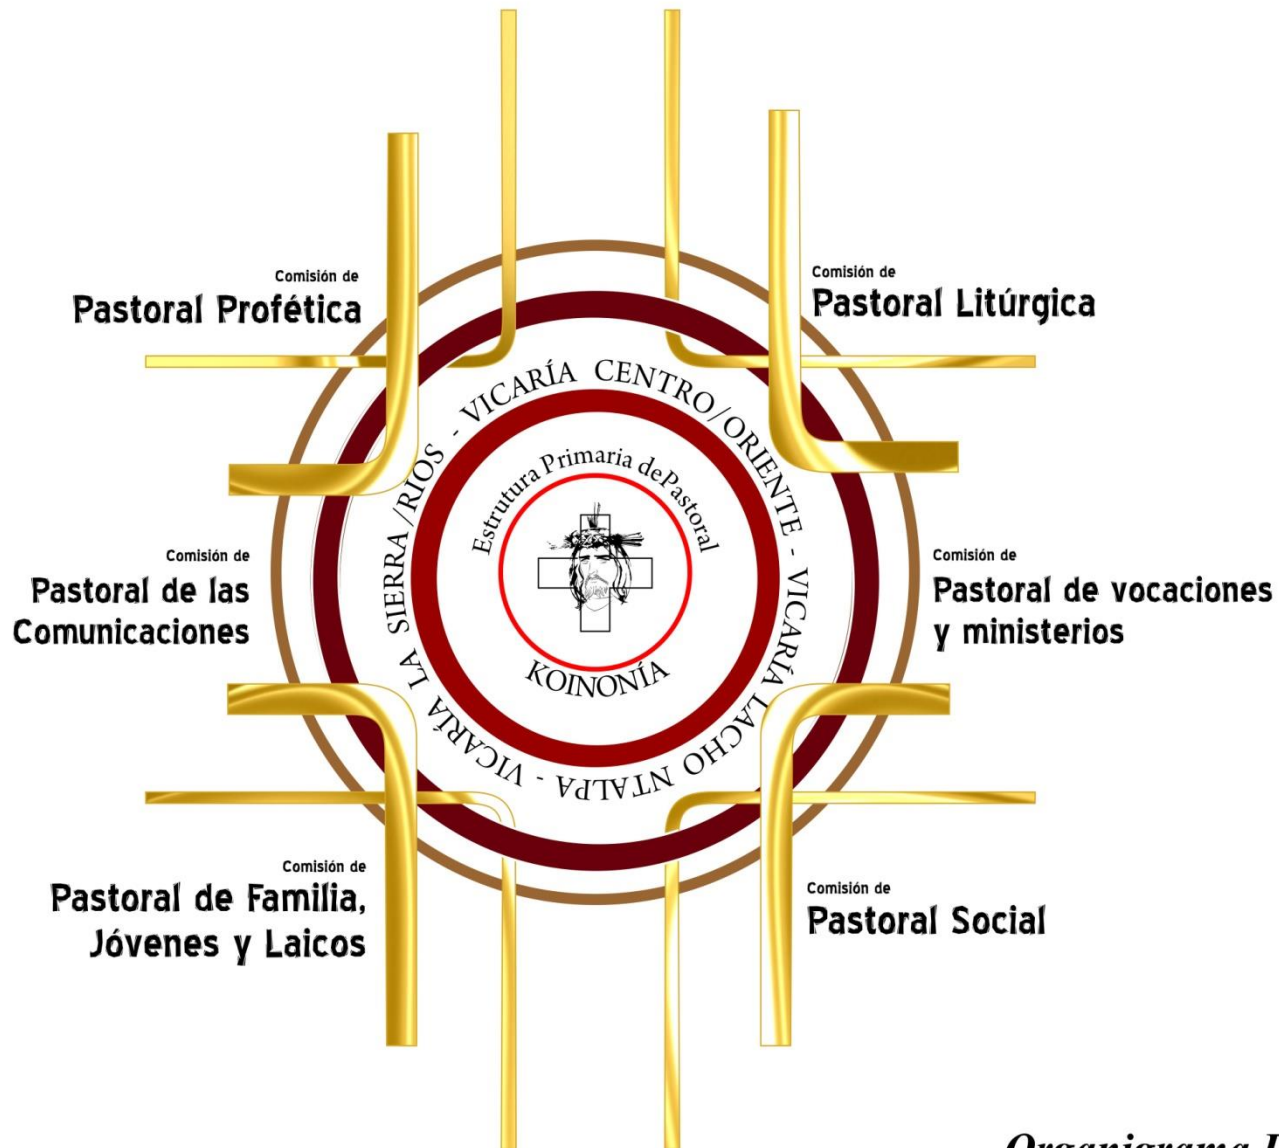 Comisión de
Pastoral Profética
Comisión de
Pastoral Litúrgica
VICARÍA CENTRO/ORIENTE - VICARÍA LACHO NTALPA - VICARÍA LA SIERRA /RIOS -
Estrutura Primaria dePastoral
KOINONÍA
Comisión de
Pastoral de las
Comunicaciones
Comisión de
Pastoral de vocaciones
y ministerios
Comisión de
Pastoral de Familia,
Jóvenes y Laicos
Comisión de
Pastoral Social
Organigrama